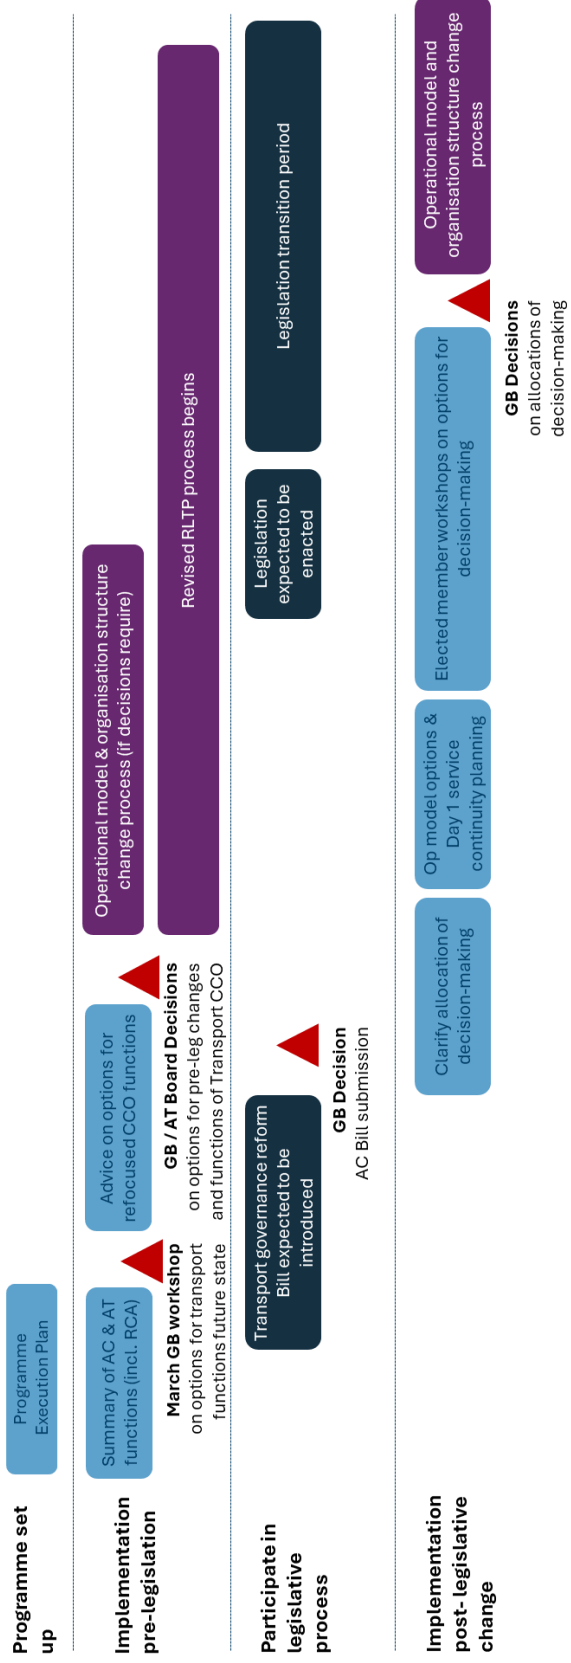 Programme set
up
Programme
Execution Plan
Implementation
pre-legislation
Summary of AC & AT
functions (incl. RCA)
March GB workshop
on options for transport
functions future state
Advice on options for
refocused CCO functions
GB / AT Board Decisions
on options for pre-leg changes
and functions of Transport CCO
Operational model & organisation structure
change process (if decisions require)
Revised RLTP process begins
Participate in
legislative
process
Transport governance reform
Bill expected to be
introduced
GB Decision
AC Bill submission
Legislation
expected to be
enacted
Legislation transition period
Implementation
post- legislative
change
Clarify allocation of
decision-making
Op model options &
Day 1 service
continuity planning
Elected member workshops on options for
decision-making
GB Decisions
on allocations of
decision-making
Operational model and
organisation structure change
process